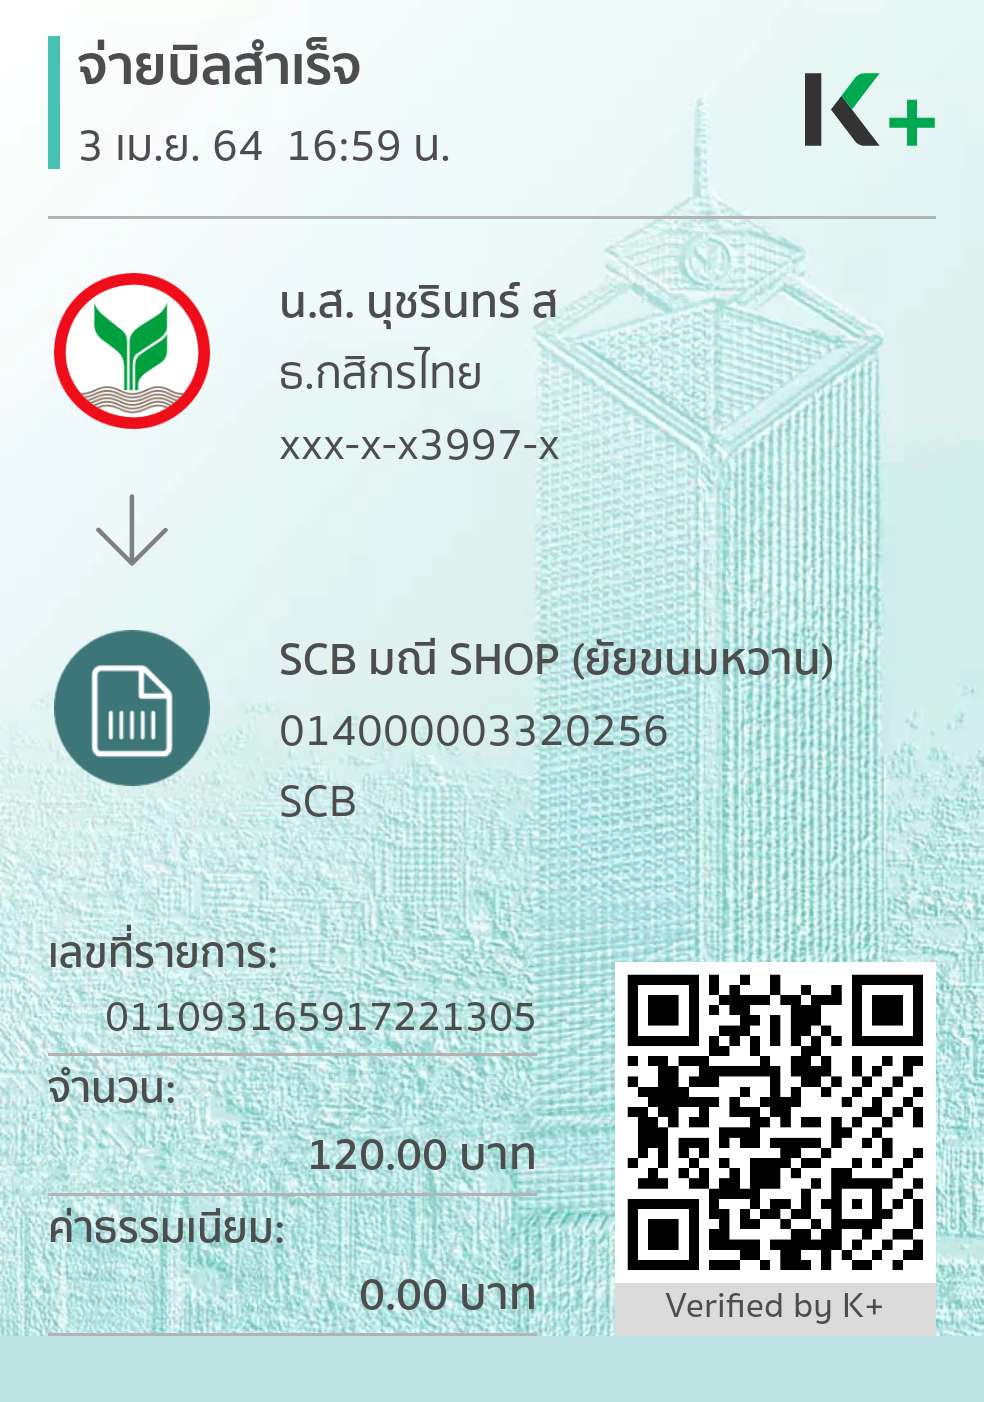 จ่ายบิลสำเร็จ
3 เม.ย. 64  16:59 น.
K+
น.ส. นุชรินทร์ ส
ธ.กสิกรไทย
xxx-x-x3997-x
SCB มณี SHOP (ยัยขนมหวาน)
014000003320256
SCB
เลขที่รายการ:
011093165917221305
จำนวน:
120.00 บาท
ค่าธรรมเนียม:
0.00 บาท
Verified by K+